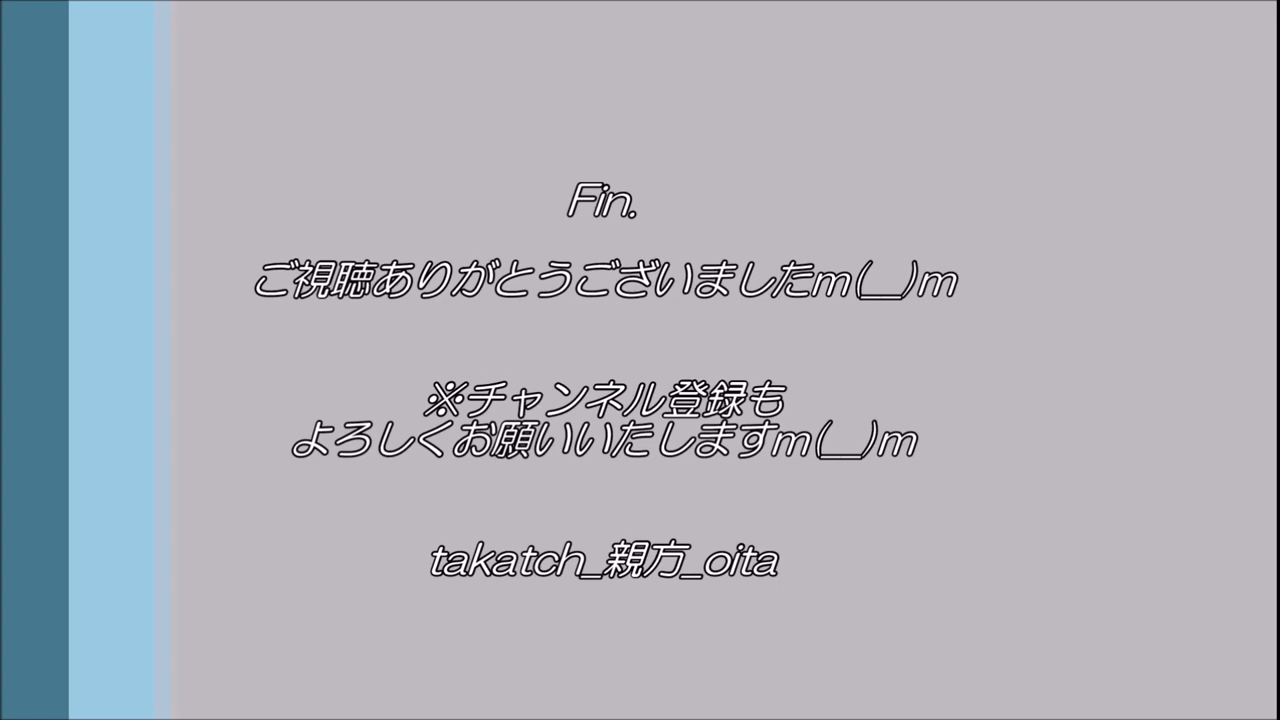 Fin.
ご視聴ありがとうございましたm(__)m
※チャンネル登録も
よろしくお願いいたしますm(__)m
takatch_親方_oita